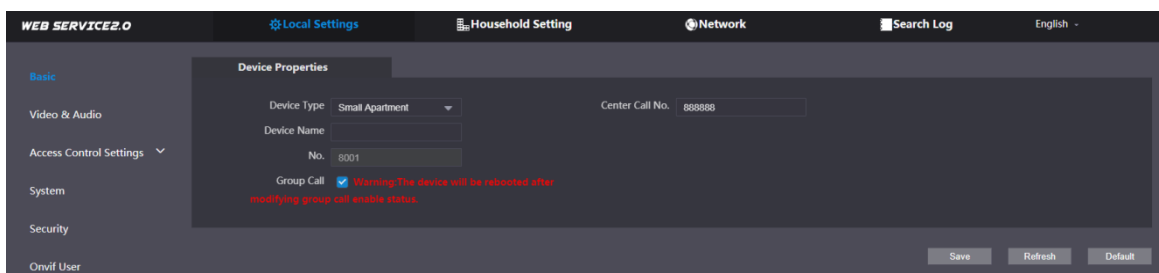 WEB SERVICE2.0
Local Settings
Household Setting
Network
Search Log
English
Basic
Video & Audio
Access Control Settings
System
Security
Onvif User
Device Properties
Device Type Small Apartment
Center Call No. 888888
Device Name
No. 8001
Group Call Warning:The device will be rebooted after
modifying group call enable status.
Save
Refresh
Default